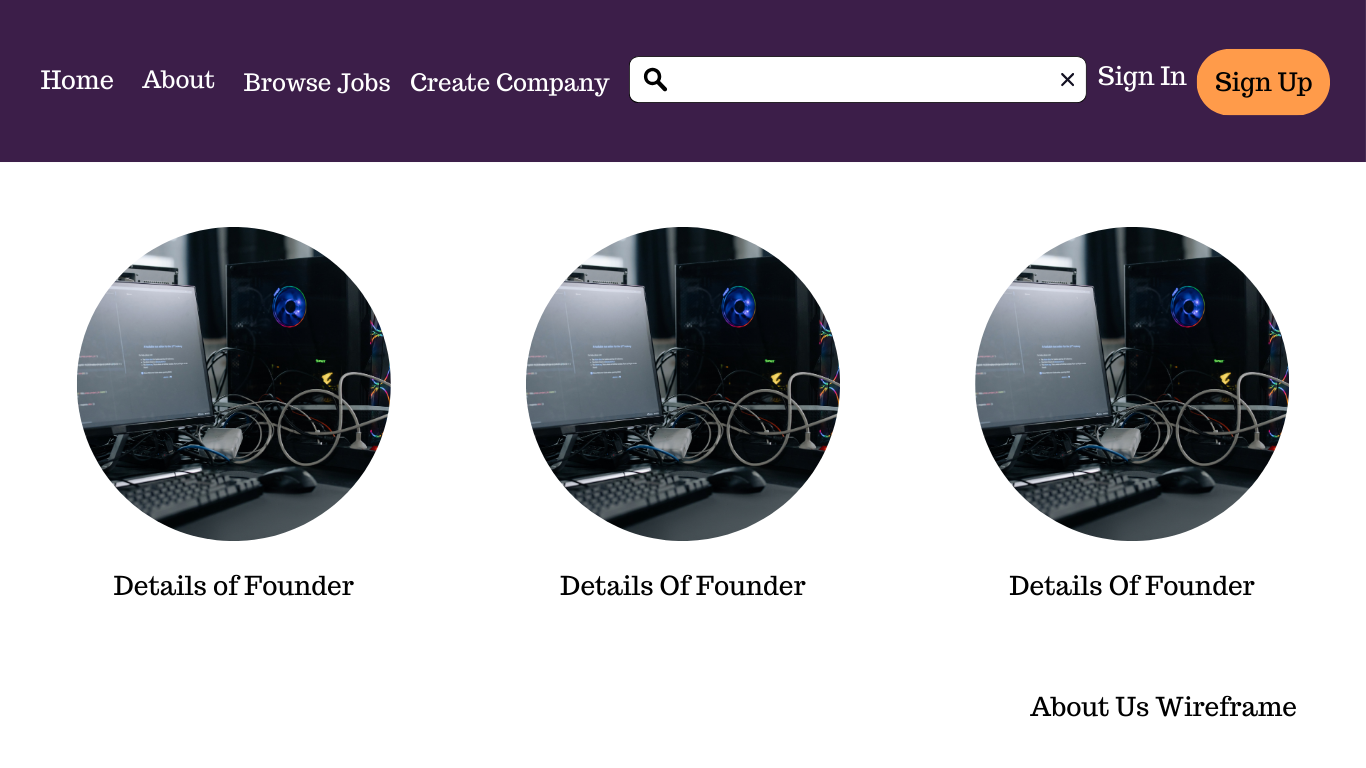 Home About Browse Jobs Create Company Sign In Sign Up
Details of Founder Details Of Founder Details Of Founder
About Us Wireframe